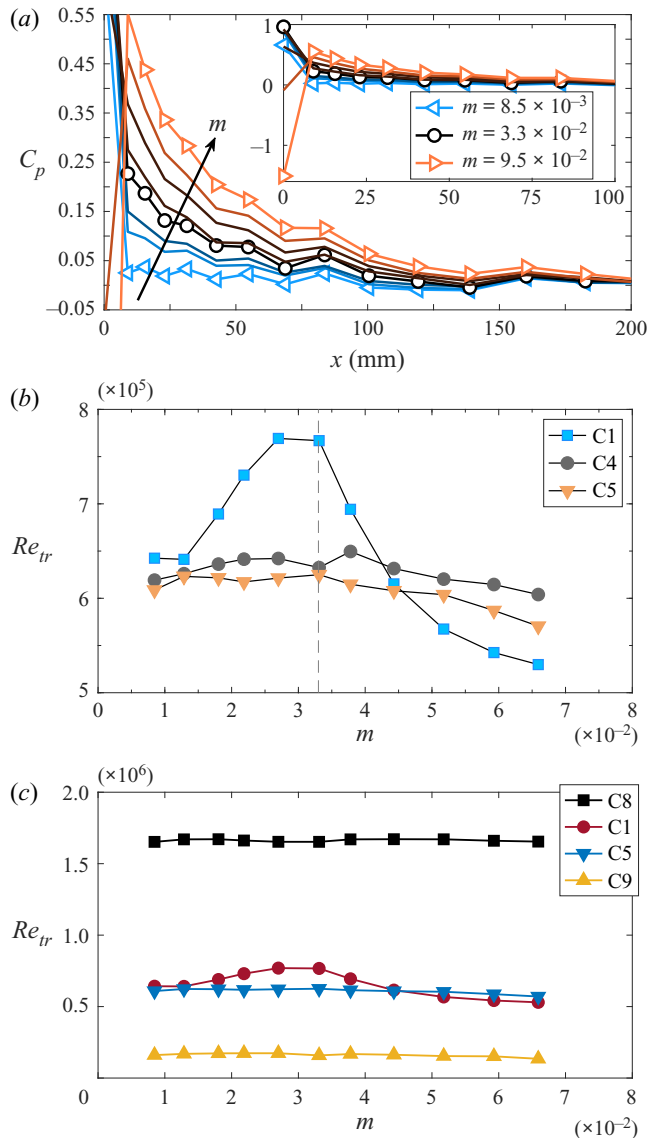 (a)
0.55
0.45
0.35
0.25
0.15
0.05
−0.05
C_p
m
1
0
−1
0
25
50
75
100
m = 8.5 × 10⁻³
m = 3.3 × 10⁻²
m = 9.5 × 10⁻²
0
50
100
150
200
x (mm)
(b)
(×10⁵)
8
7
6
5
Re_tr
C1
C4
C5
0
1
2
3
4
5
6
7
8
m
(×10⁻²)
(c)
(×10⁶)
2.0
1.5
1.0
0.5
0
Re_tr
C8
C1
C5
C9
0
1
2
3
4
5
6
7
8
m
(×10⁻²)